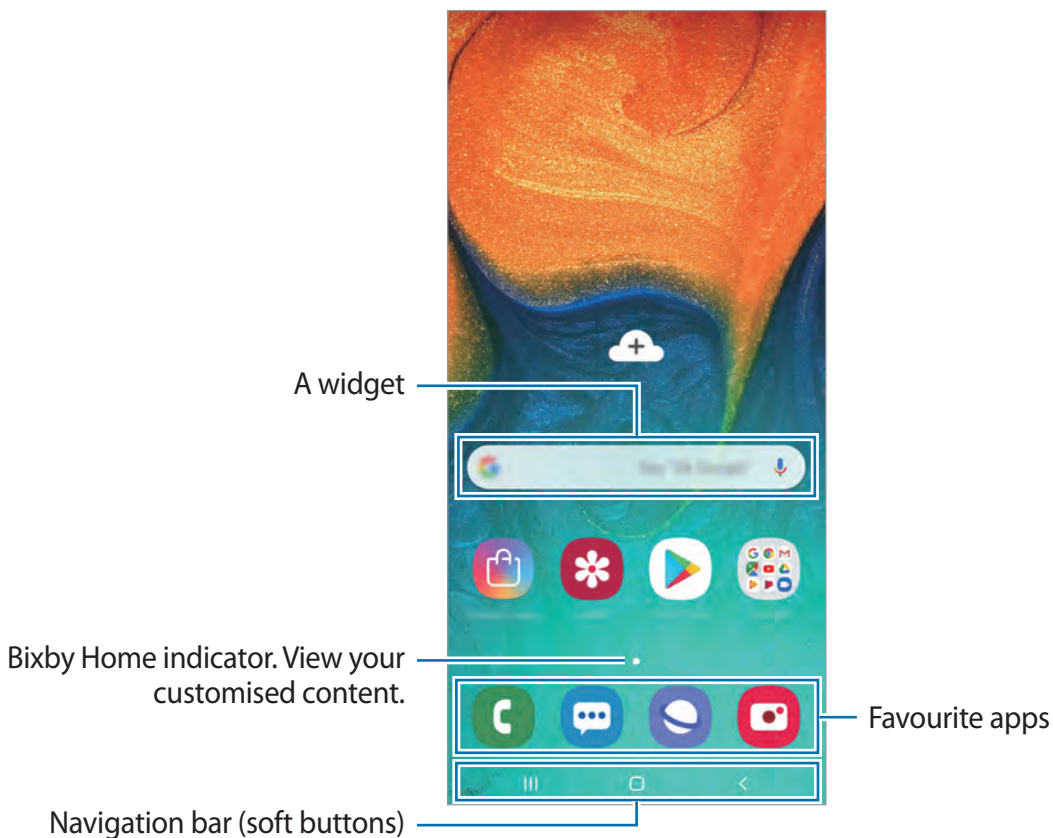 A widget
Bixby Home indicator. View your
customised content.
Favourite apps
Navigation bar (soft buttons)